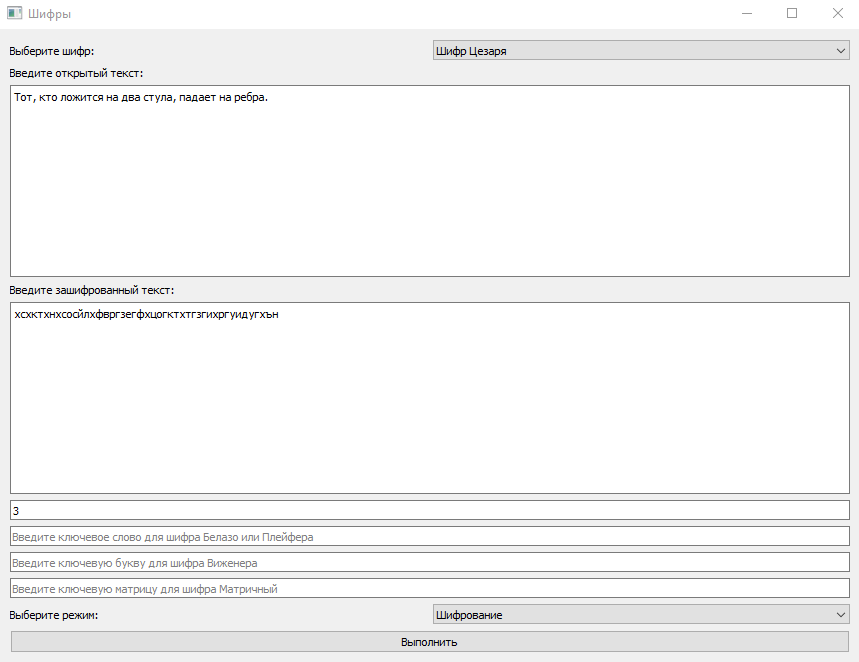 Шифры
Выберите шифр:
Шифр Цезаря
Введите открытый текст:
Тот, кто ложится на два стула, падает на ребра.
Введите зашифрованный текст:
хсхктхнхсосйлхфвргзегфхцогктхтгзгихргуидугхън
3
Введите ключевое слово для шифра Белазо или Плейфера
Введите ключевую букву для шифра Виженера
Введите ключевую матрицу для шифра Матричный
Выберите режим:
Шифрование
Выполнить